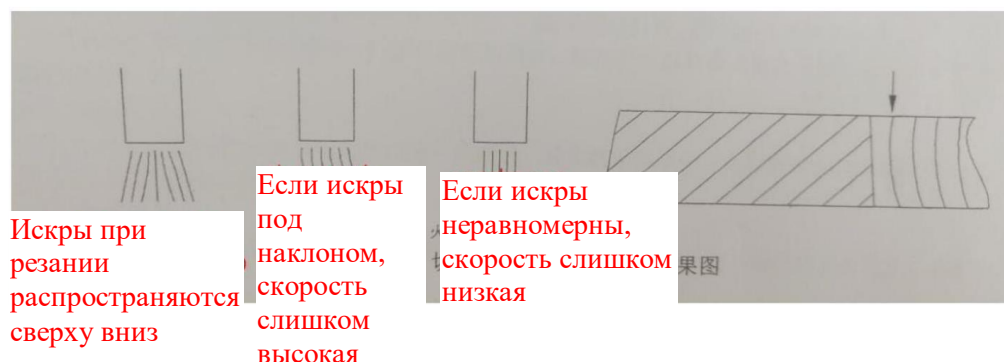 Искры при
резании
распространяются
сверху вниз
Если искры
под
наклоном,
скорость
слишком
высокая
Если искры
неравномерны,
скорость слишком
низкая
果图